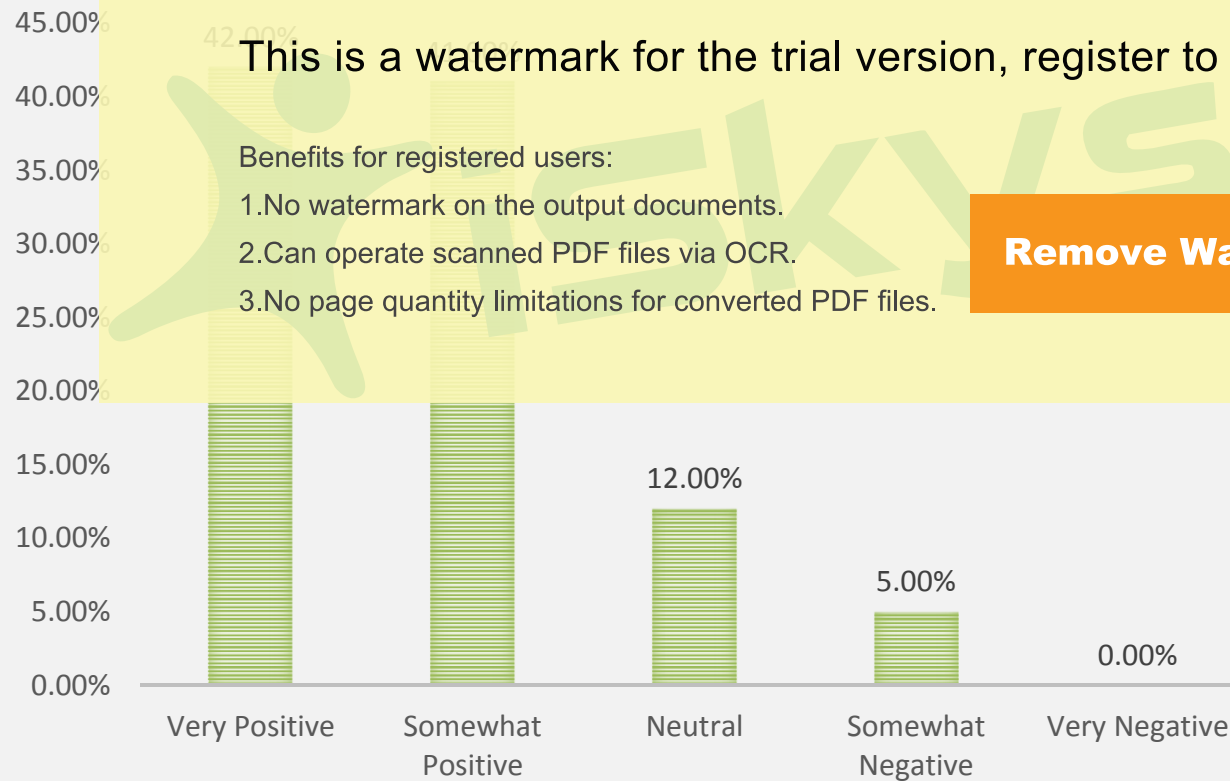 45.00%
40.00%
35.00%
30.00%
25.00%
20.00%
15.00%
10.00%
5.00%
0.00%
42.00%
41.00%
This is a watermark for the trial version, register to
Benefits for registered users:
1.No watermark on the output documents.
2.Can operate scanned PDF files via OCR.
3.No page quantity limitations for converted PDF files.
Remove Wa
iskys
12.00%
5.00%
0.00%
Very Positive
Somewhat
Positive
Neutral
Somewhat
Negative
Very Negative